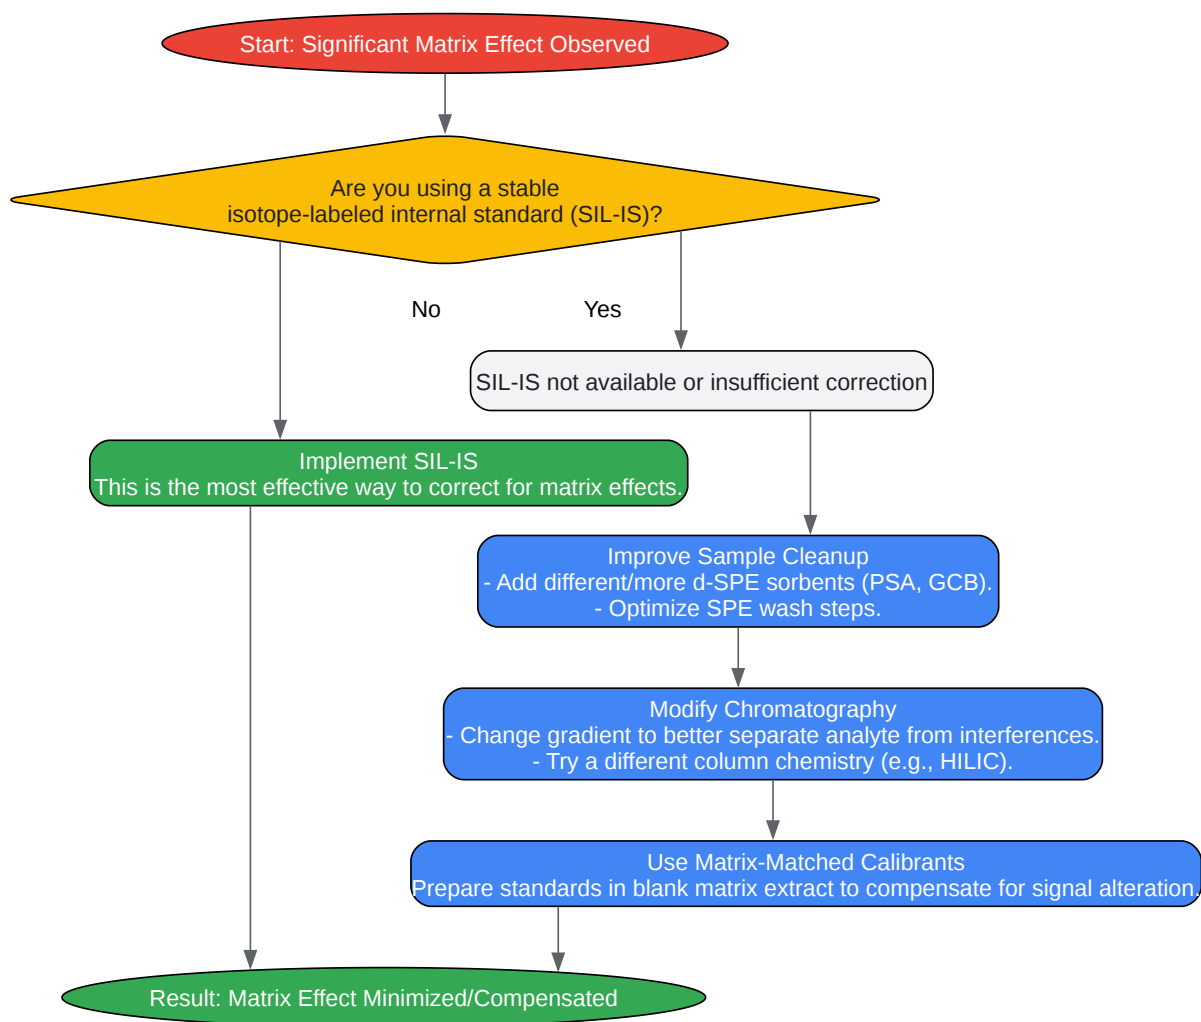 Start: Significant Matrix Effect Observed
Are you using a stable
isotope-labeled internal standard (SIL-IS)?
No
Yes
SIL-IS not available or insufficient correction
Implement SIL-IS
This is the most effective way to correct for matrix effects.
Improve Sample Cleanup
- Add different/more d-SPE sorbents (PSA, GCB).
- Optimize SPE wash steps.
Modify Chromatography
- Change gradient to better separate analyte from interferences.
- Try a different column chemistry (e.g., HILIC).
Use Matrix-Matched Calibrants
Prepare standards in blank matrix extract to compensate for signal alteration.
Result: Matrix Effect Minimized/Compensated